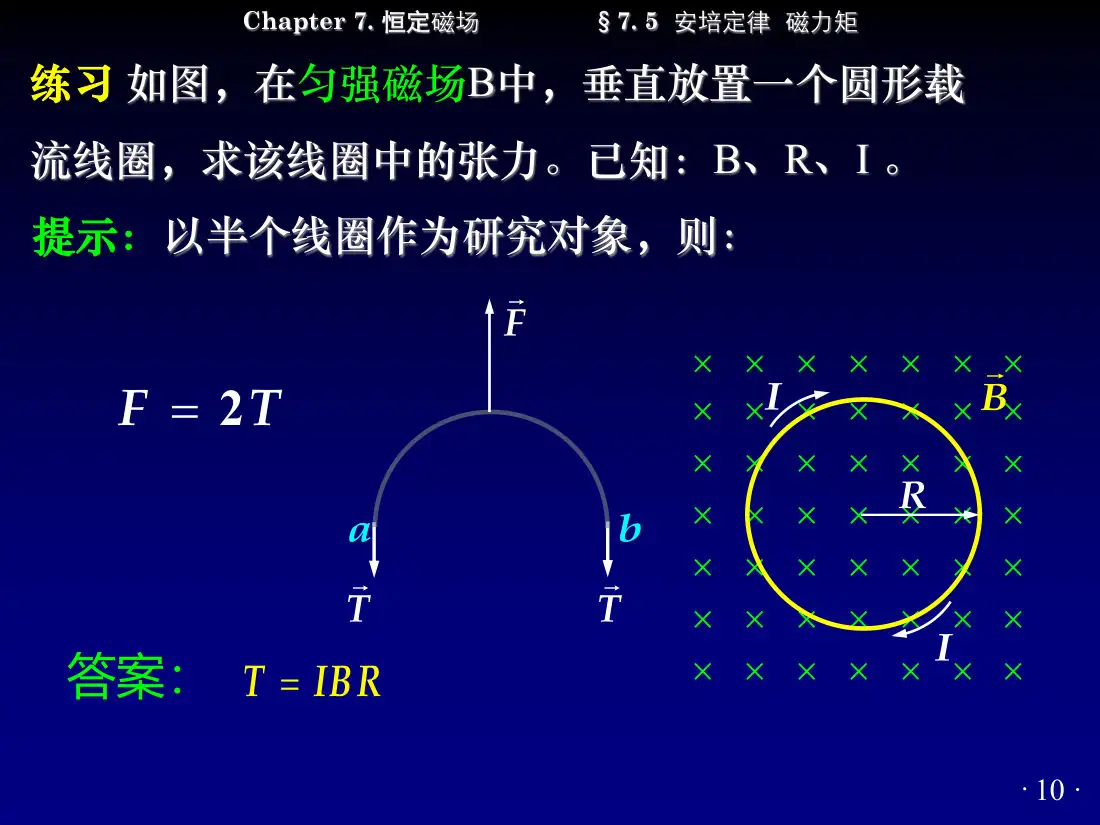 Chapter 7. 恒定磁场 § 7. 5 安培定律 磁力矩
练习 如图，在匀强磁场B中，垂直放置一个圆形载
流线圈，求该线圈中的张力。已知：B、R、I 。
提示：以半个线圈作为研究对象，则：
F⃗
F = 2T
I
B⃗
R
a
b
T⃗
T⃗
I
答案： T = IBR
· 10 ·